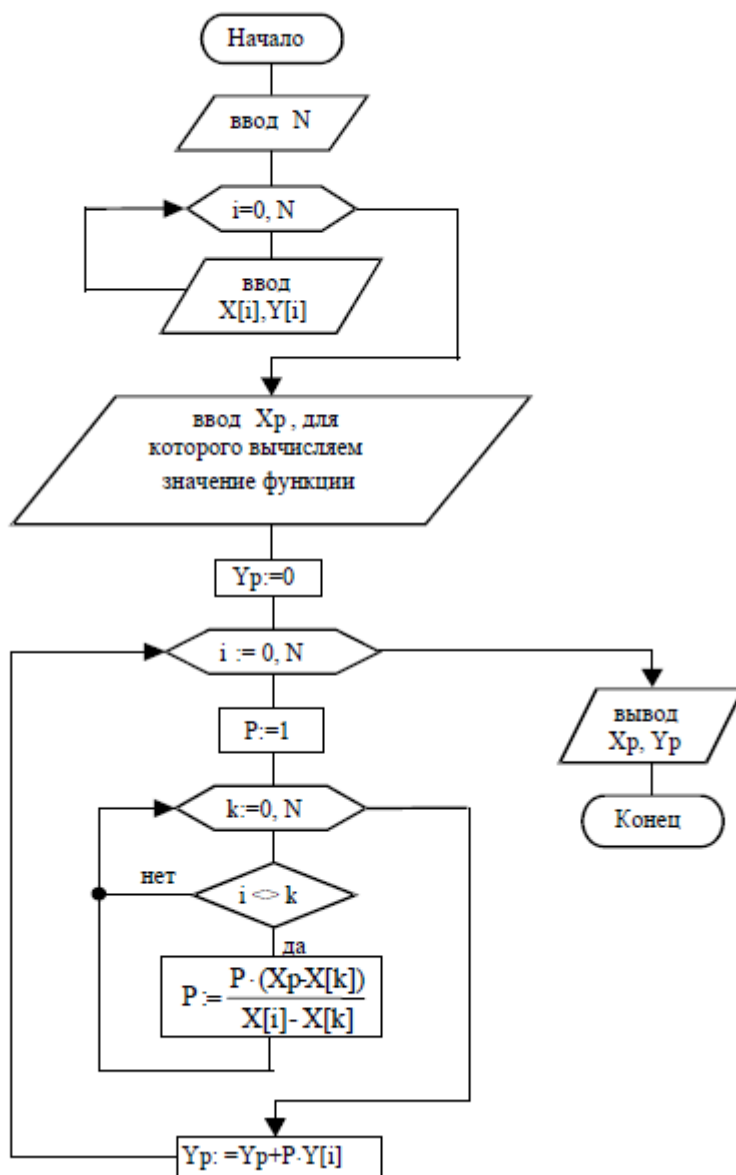 Начало
ввод N
i=0, N
ввод
X[i],Y[i]
ввод Xp , для
которого вычисляем
значение функции
Yp:=0
i := 0, N
P:=1
вывод
Xp, Yp
k:=0, N
Конец
нет
i <> k
да
P:= P· (Xp-X[k])
X[i]- X[k]
Yp: =Yp+P·Y[i]